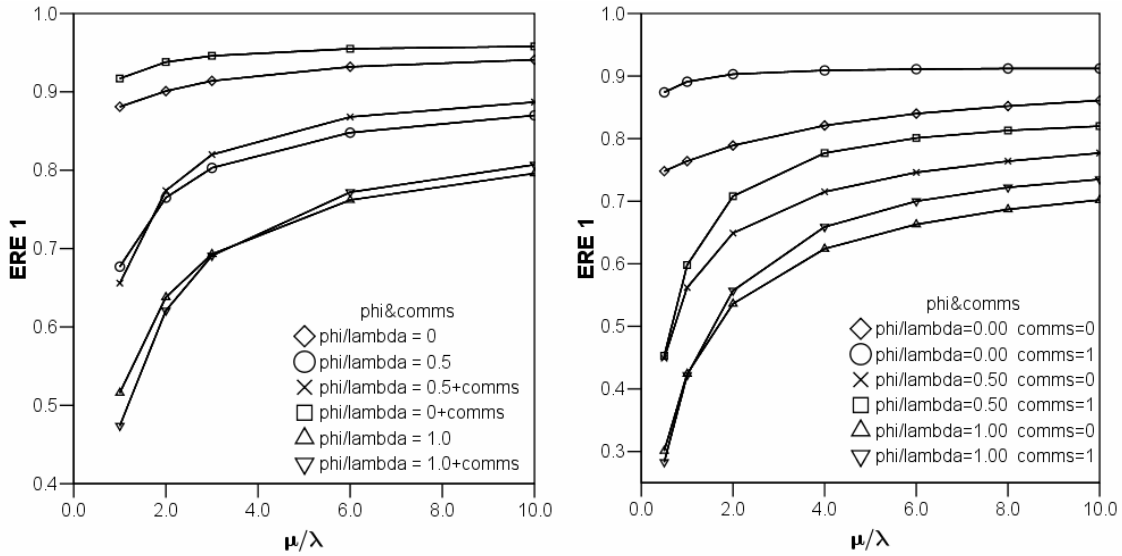 1.0
0.9
0.8
0.7
0.6
0.5
0.4
ERE 1
phi&comms
phi/lambda = 0
phi/lambda = 0.5
phi/lambda = 0.5+comms
phi/lambda = 0+comms
phi/lambda = 1.0
phi/lambda = 1.0+comms
0.0 2.0 4.0 6.0 8.0 10.0
μ/λ
1.0
0.9
0.8
0.7
0.6
0.5
0.4
0.3
ERE 1
phi&comms
phi/lambda=0.00 comms=0
phi/lambda=0.00 comms=1
phi/lambda=0.50 comms=0
phi/lambda=0.50 comms=1
phi/lambda=1.00 comms=0
phi/lambda=1.00 comms=1
0.0 2.0 4.0 6.0 8.0 10.0
μ/λ